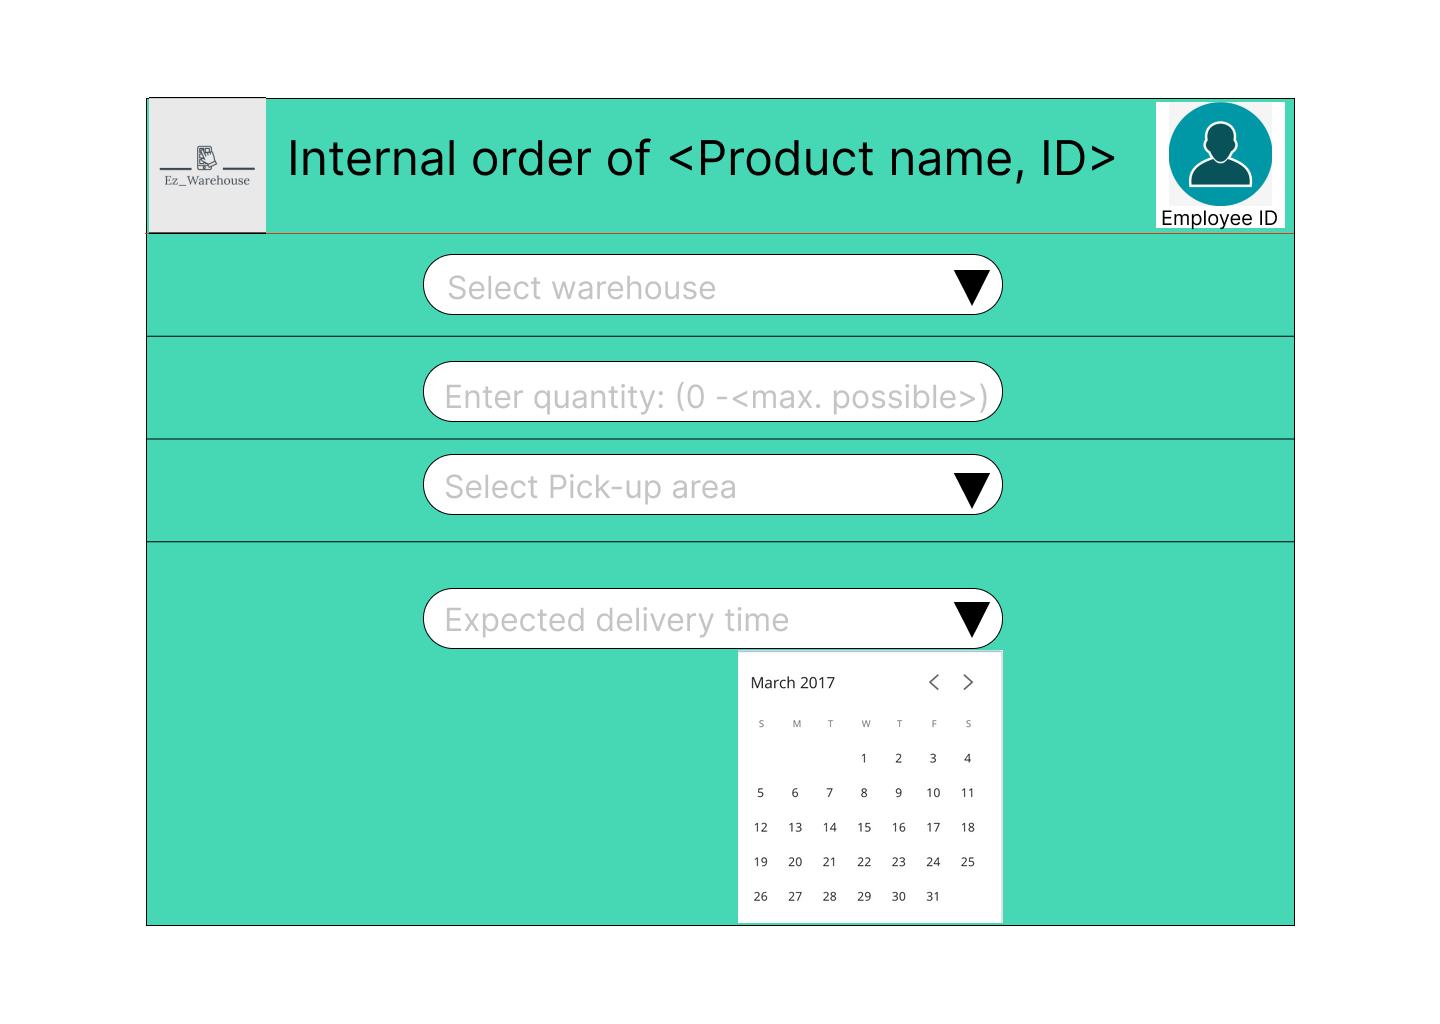 Ez_Warehouse
Internal order of <Product name, ID>
Employee ID
Select warehouse
Enter quantity: (0 -<max. possible>)
Select Pick-up area
Expected delivery time
March 2017
S M T W T F S
1 2 3 4
5 6 7 8 9 10 11
12 13 14 15 16 17 18
19 20 21 22 23 24 25
26 27 28 29 30 31